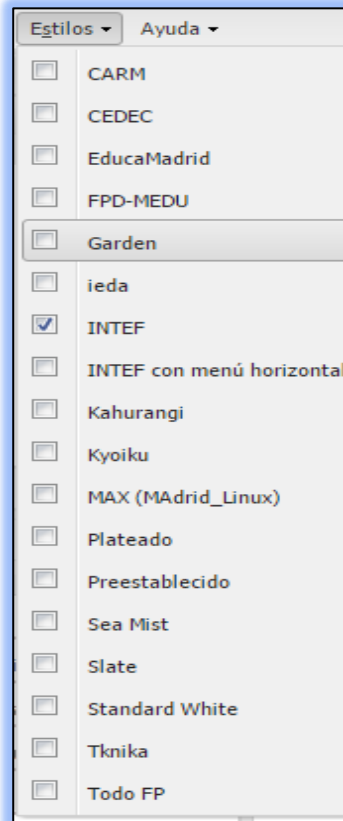 Estilos Ayuda
CARM
CEDEC
EducaMadrid
FPD-MEDU
Garden
ieda
INTEF
INTEF con menú horizontal
Kahurangi
Kyoiku
MAX (MAdrid_Linux)
Plateado
Preestablecido
Sea Mist
Slate
Standard White
Tknika
Todo FP